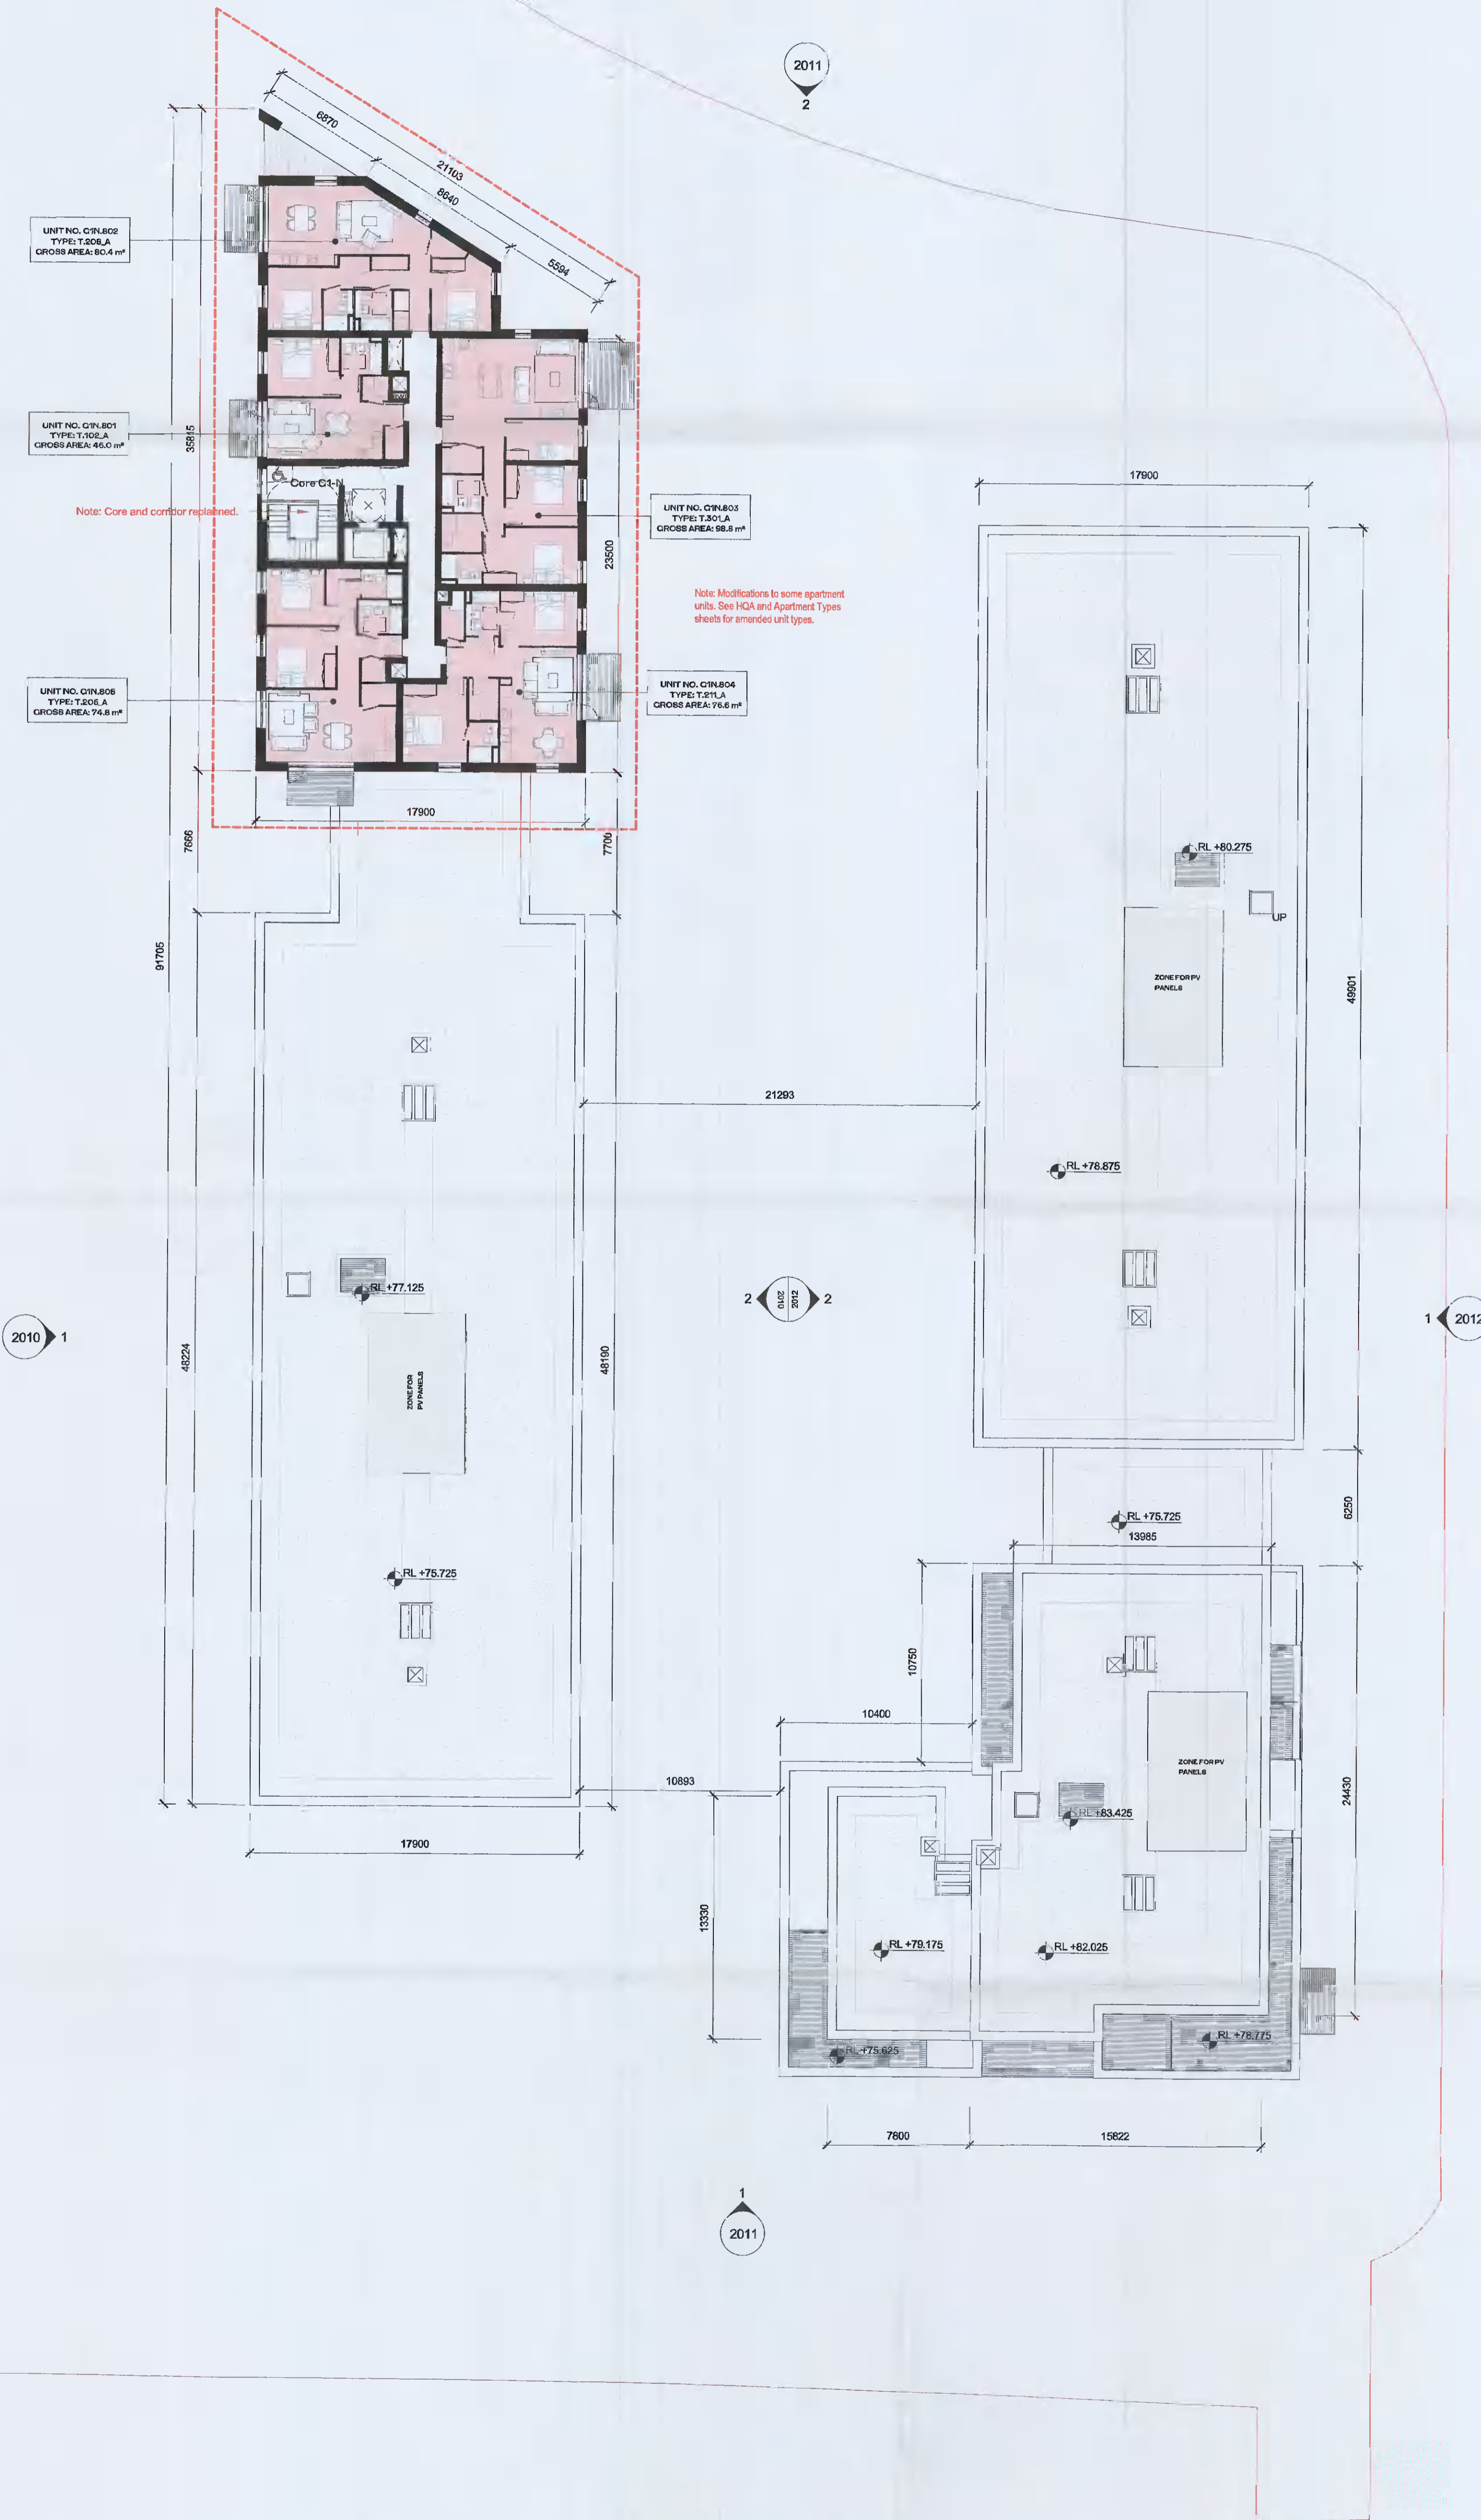 2011
2
6870
21103
8640
5594
UNIT NO. C1N.802
TYPE: T.208_A
GROSS AREA: 80.4 m²
UNIT NO. C1N.801
TYPE: T.102_A
GROSS AREA: 46.0 m²
35815
Core C1-N
Note: Core and corridor replanned.
UNIT NO. C1N.803
TYPE: T.301_A
GROSS AREA: 98.8 m²
23500
17900
Note: Modifications to some apartment
units. See HQA and Apartment Types
sheets for amended unit types.
UNIT NO. C1N.805
TYPE: T.206_A
GROSS AREA: 74.8 m²
UNIT NO. C1N.804
TYPE: T.211_A
GROSS AREA: 76.6 m²
17900
7666
7700
RL +80.275
UP
91705
ZONE FOR PV
PANELS
49901
21293
RL +78.875
RL +77.125
2
2010
2012
2
2010
1
1
2012
48224
48190
ZONE FOR
PV PANELS
RL +75.725
6250
13985
RL +75.725
10750
10400
10893
ZONE FOR PV
PANELS
24430
RL +83.425
17900
13330
RL +79.175
RL +82.025
RL +75.625
RL +78.775
7800
15822
1
2011